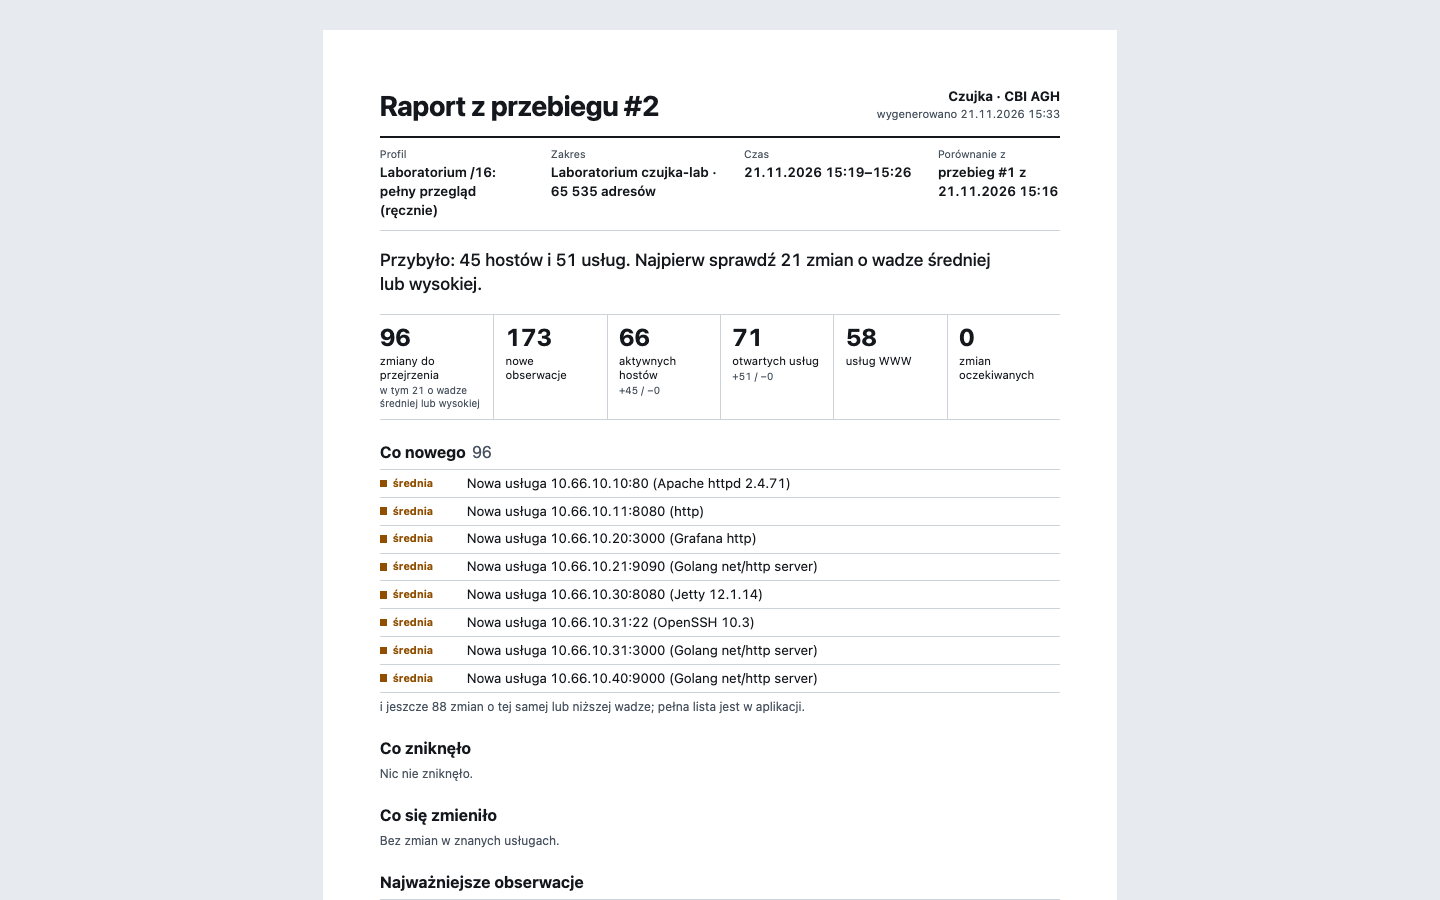 Raport z przebiegu #2
Czujka · CBI AGH
wygenerowano 21.11.2026 15:33
Profil
Laboratorium /16:
pełny przegląd
(ręcznie)
Zakres
Laboratorium czujka-lab ·
65 535 adresów
Czas
21.11.2026 15:19–15:26
Porównanie z
przebieg #1 z
21.11.2026 15:16
Przybyło: 45 hostów i 51 usług. Najpierw sprawdź 21 zmian o wadze średniej
lub wysokiej.
96
zmiany do
przejrzenia
w tym 21 o wadze
średniej lub wysokiej
173
nowe
obserwacje
66
aktywnych
hostów
+45 / −0
71
otwartych usług
+51 / −0
58
usług WWW
0
zmian
oczekiwanych
Co nowego 96
średnia Nowa usługa 10.66.10.10:80 (Apache httpd 2.4.71)
średnia Nowa usługa 10.66.10.11:8080 (http)
średnia Nowa usługa 10.66.10.20:3000 (Grafana http)
średnia Nowa usługa 10.66.10.21:9090 (Golang net/http server)
średnia Nowa usługa 10.66.10.30:8080 (Jetty 12.1.14)
średnia Nowa usługa 10.66.10.31:22 (OpenSSH 10.3)
średnia Nowa usługa 10.66.10.31:3000 (Golang net/http server)
średnia Nowa usługa 10.66.10.40:9000 (Golang net/http server)
i jeszcze 88 zmian o tej samej lub niższej wadze; pełna lista jest w aplikacji.
Co zniknęło
Nic nie zniknęło.
Co się zmieniło
Bez zmian w znanych usługach.
Najważniejsze obserwacje